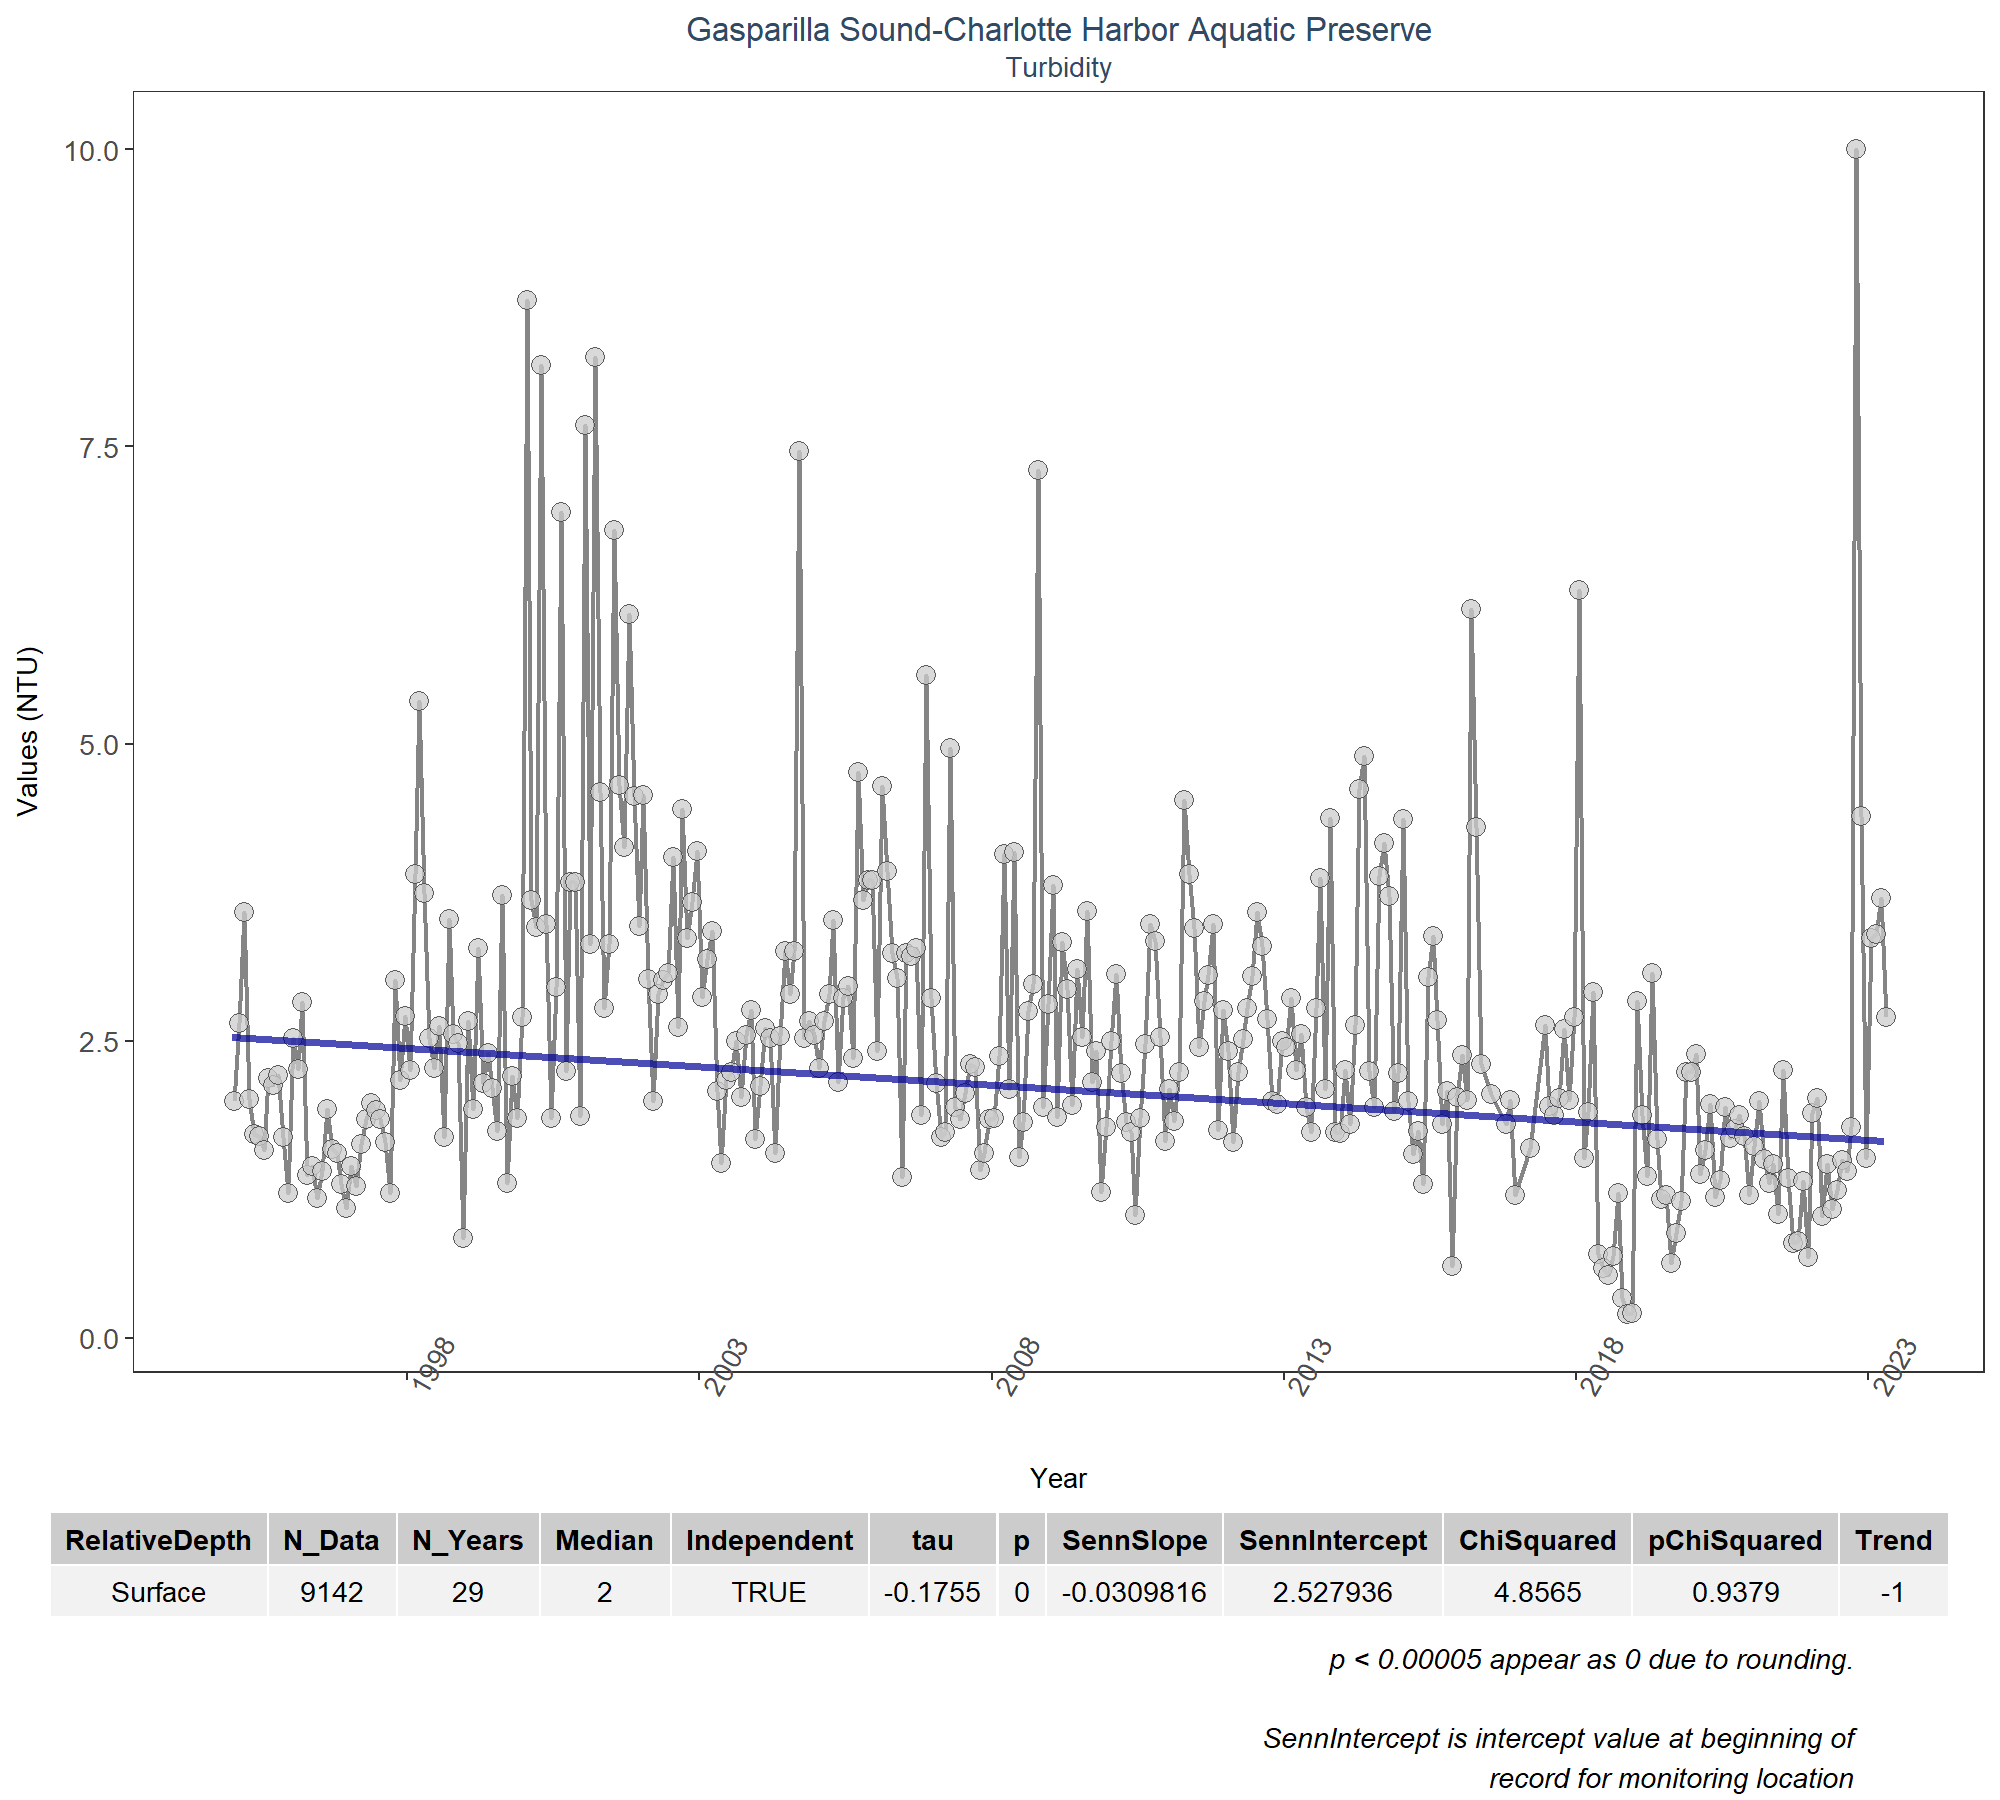 Gasparilla Sound-Charlotte Harbor Aquatic Preserve
Turbidity
10.0
7.5
5.0
2.5
0.0
Values (NTU)
1998
2003
2008
2013
2018
2023
Year
RelativeDepth N_Data N_Years Median Independent tau p SennSlope SennIntercept ChiSquared pChiSquared Trend
Surface 9142 29 2 TRUE -0.1755 0 -0.0309816 2.527936 4.8565 0.9379 -1
p < 0.00005 appear as 0 due to rounding.
SennIntercept is intercept value at beginning of
record for monitoring location